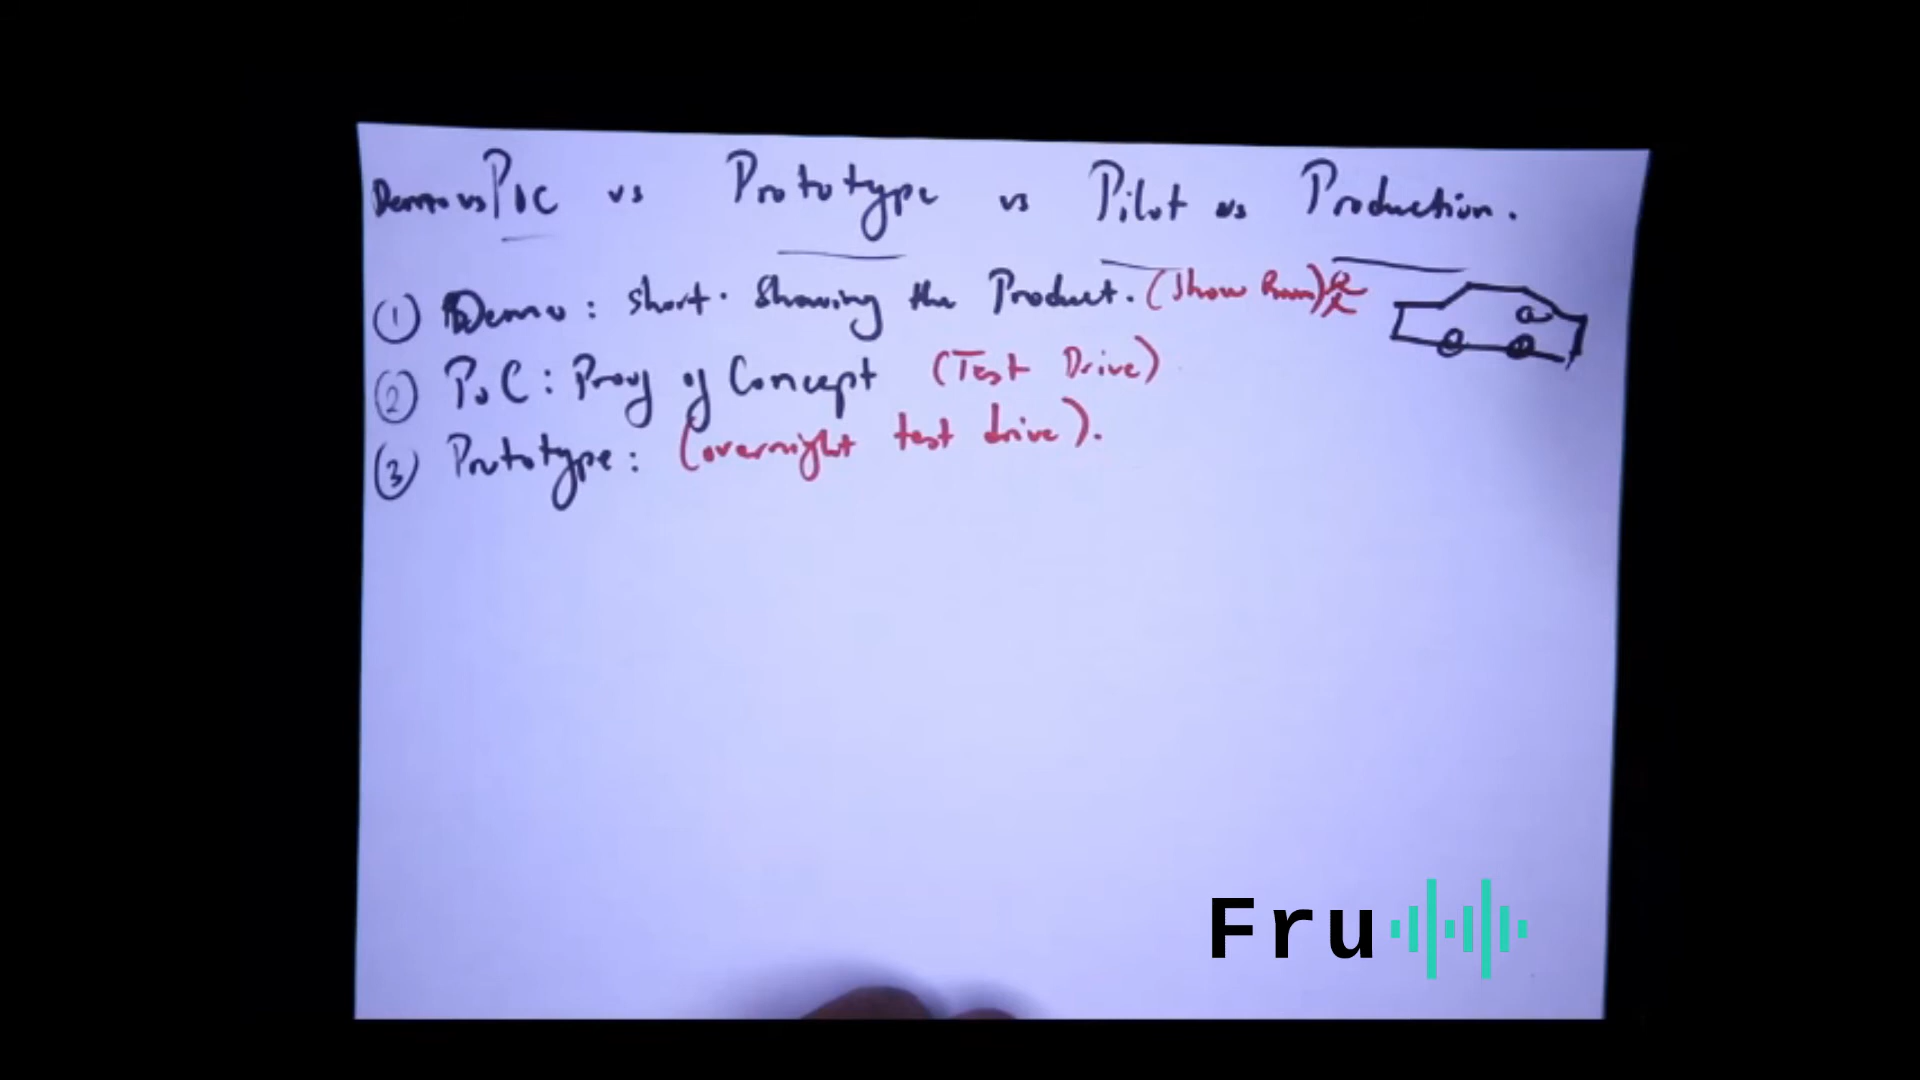 Demo vs PoC vs Prototype vs Pilot vs Production.
① Demo: short. Showing the Product. (Show Room)
② PoC: Proof of Concept (Test Drive)
③ Prototype: (overnight test drive).
Fru